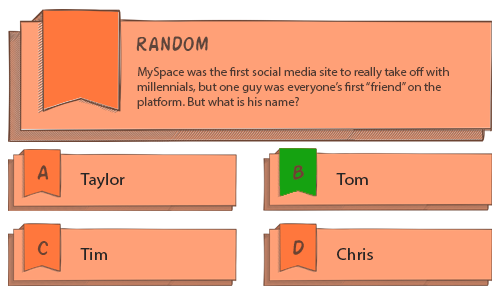 RANDOM
MySpace was the first social media site to really take off with
millennials, but one guy was everyone's first “friend” on the
platform. But what is his name?
A Taylor
B Tom
C Tim
D Chris